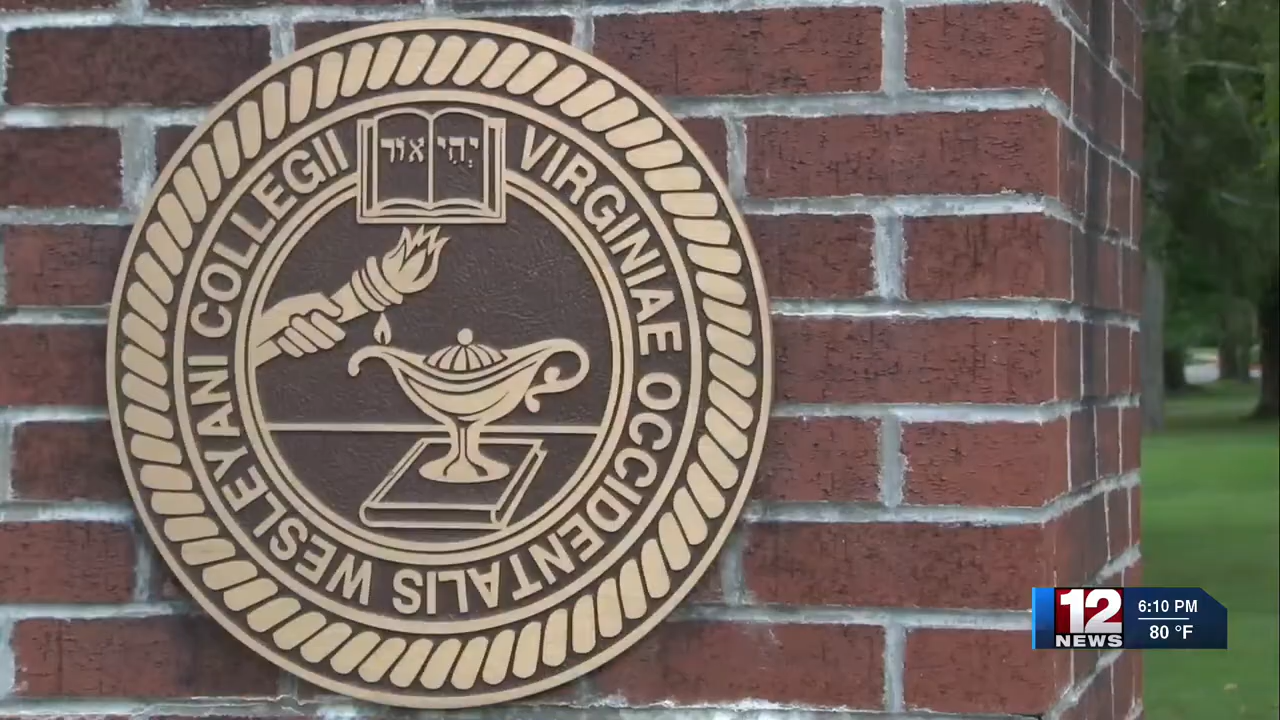 יְהִי אוֹר
VIRGINIAE OCCIDENTALIS WESLEYANI COLLEGII
12
NEWS
6:10 PM
80 °F